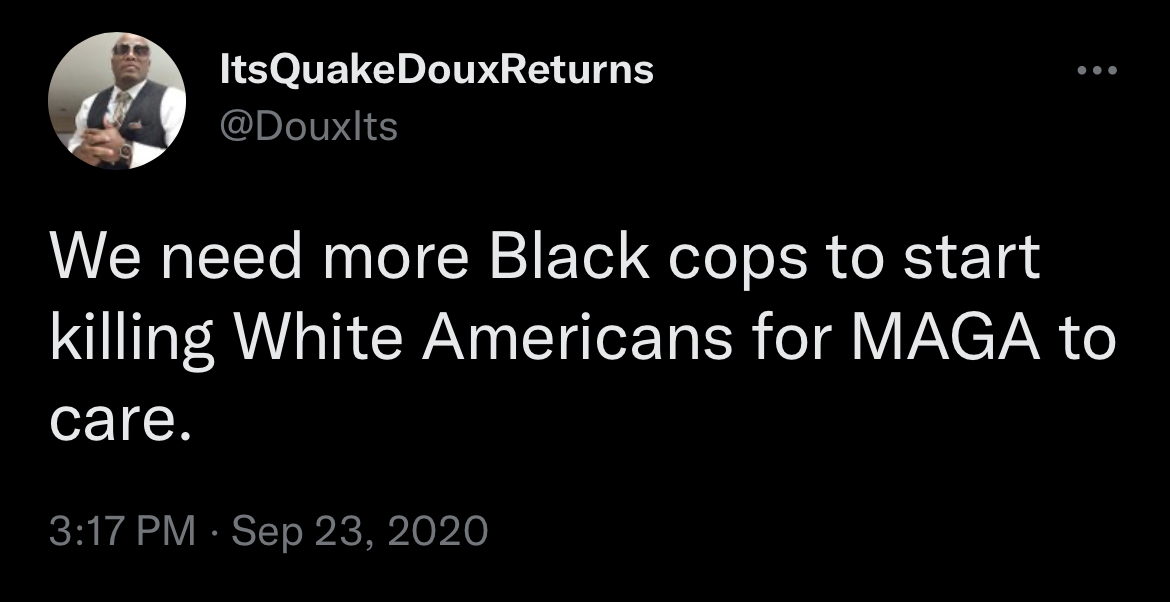 ItsQuakeDouxReturns
@DouxIts
We need more Black cops to start
killing White Americans for MAGA to
care.
3:17 PM · Sep 23, 2020